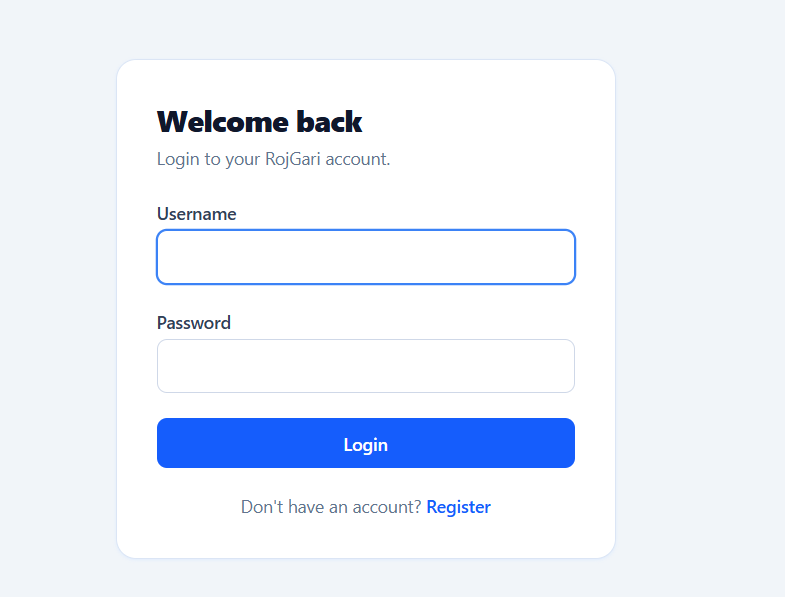 Welcome back
Login to your RojGari account.
Username
Password
Login
Don't have an account? Register